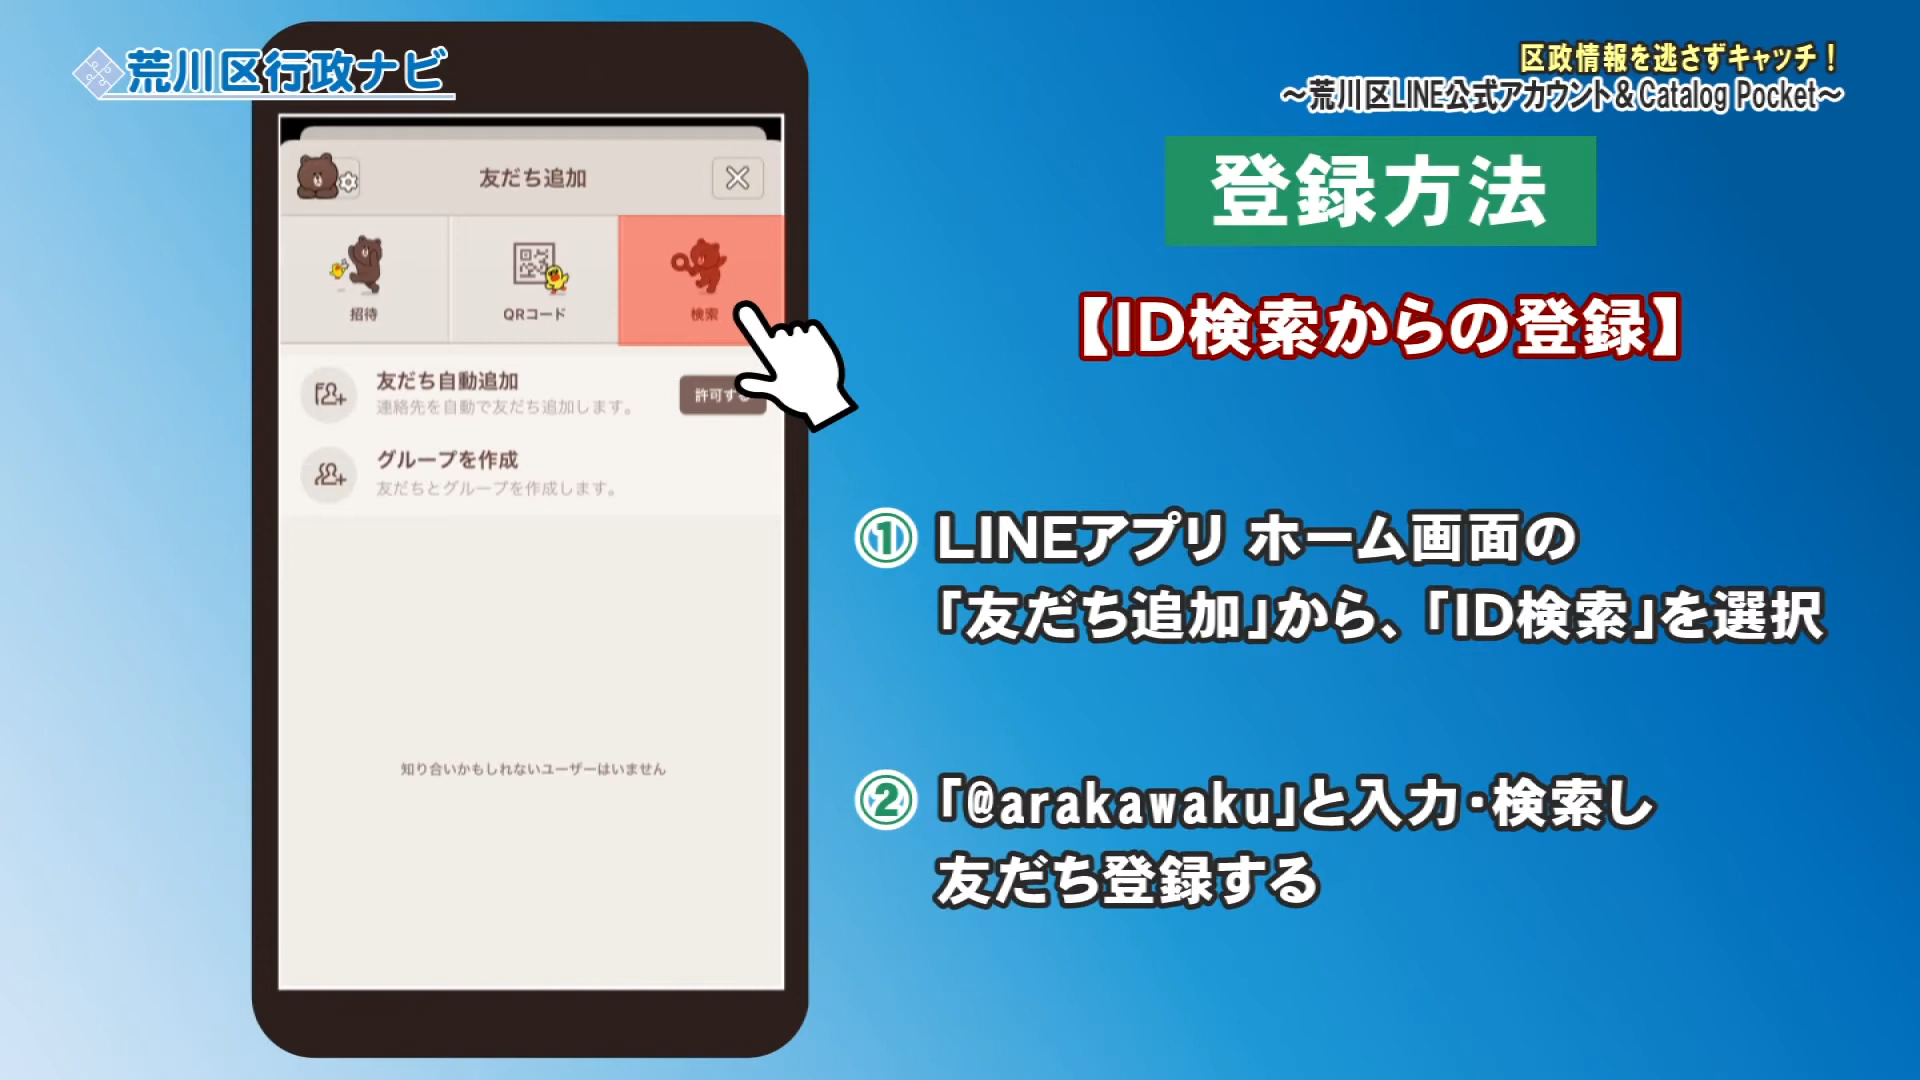 荒川区行政ナビ
区政情報を逃さずキャッチ！
～荒川区LINE公式アカウント＆Catalog Pocket～
登録方法
【ID検索からの登録】
友だち追加
招待
QRコード
検索
友だち自動追加
連絡先を自動で友だち追加します。
許可する
グループを作成
友だちとグループを作成します。
知り合いかもしれないユーザーはいません
① LINEアプリ ホーム画面の
「友だち追加」から、「ID検索」を選択
② 「@arakawaku」と入力・検索し
友だち登録する